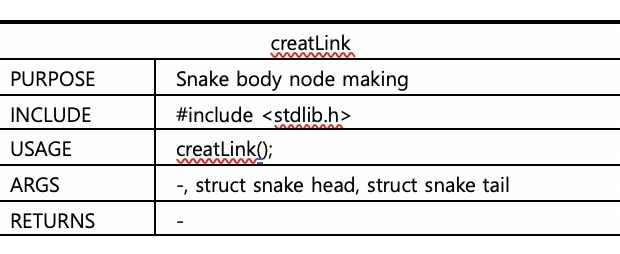 creatLink
PURPOSE Snake body node making
INCLUDE #include <stdlib.h>
USAGE creatLink();
ARGS -, struct snake head, struct snake tail
RETURNS -